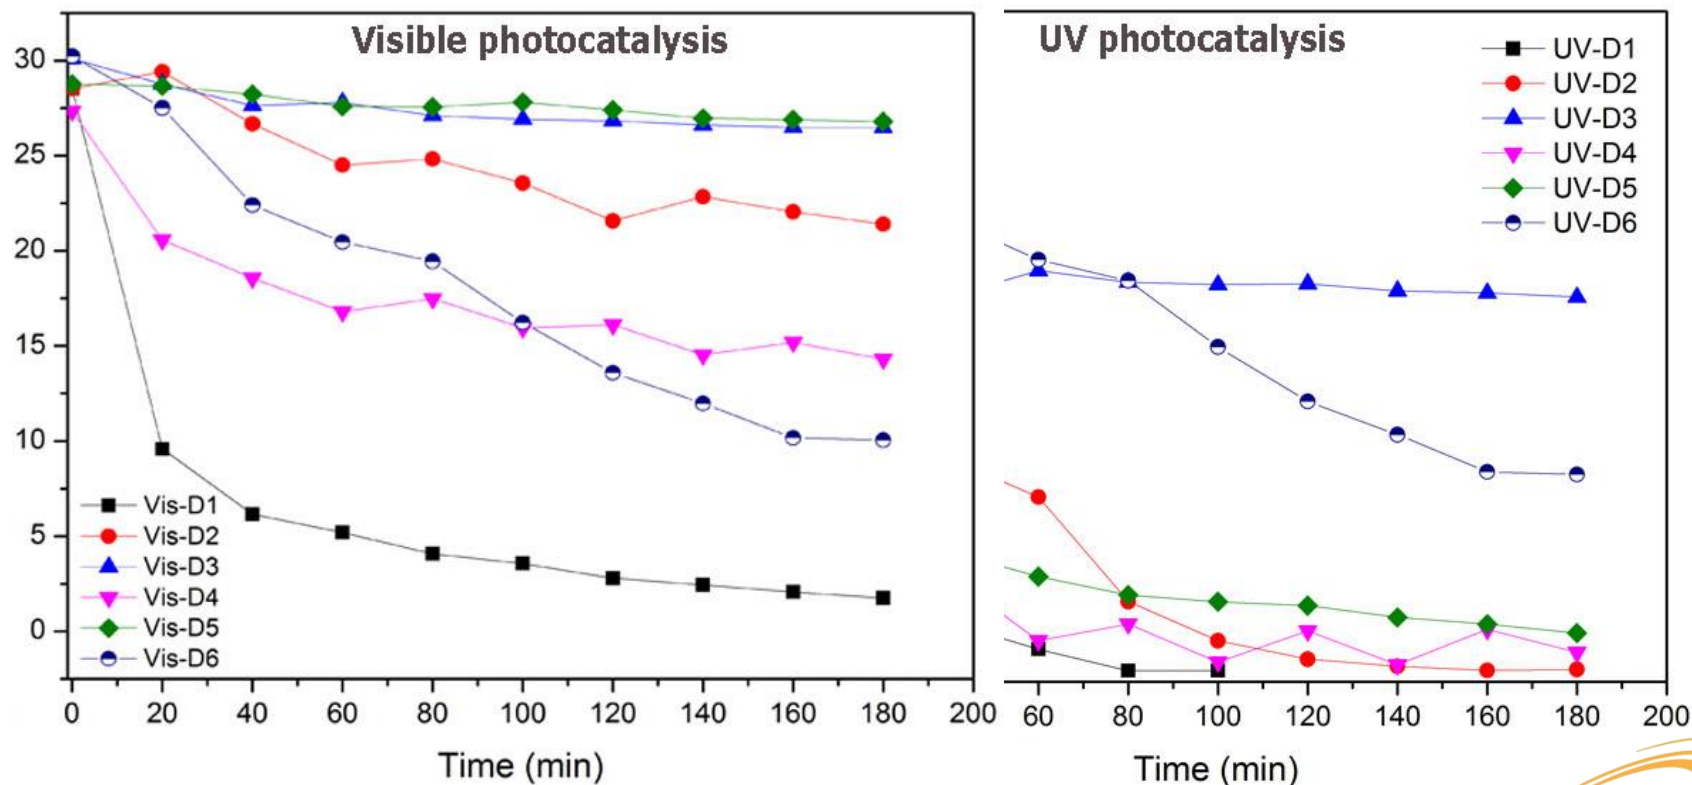 Visible photocatalysis
30
25
20
15
10
5
0
Vis-D1
Vis-D2
Vis-D3
Vis-D4
Vis-D5
Vis-D6
0 20 40 60 80 100 120 140 160 180 200
Time (min)
UV photocatalysis
UV-D1
UV-D2
UV-D3
UV-D4
UV-D5
UV-D6
60 80 100 120 140 160 180 200
Time (min)